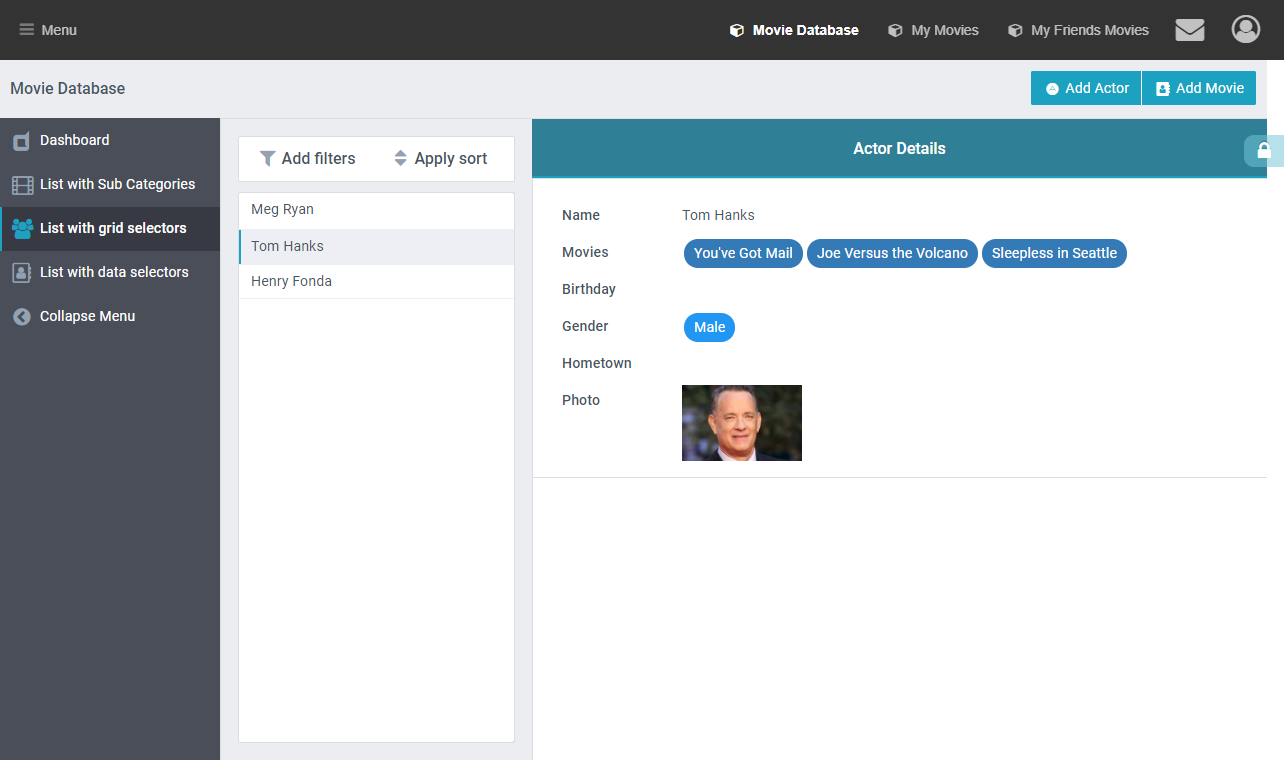 Menu
Movie Database
My Movies
My Friends Movies
Movie Database
Add Actor
Add Movie
Dashboard
List with Sub Categories
List with grid selectors
List with data selectors
Collapse Menu
Add filters
Apply sort
Meg Ryan
Tom Hanks
Henry Fonda
Actor Details
Name Tom Hanks
Movies You've Got Mail Joe Versus the Volcano Sleepless in Seattle
Birthday
Gender Male
Hometown
Photo